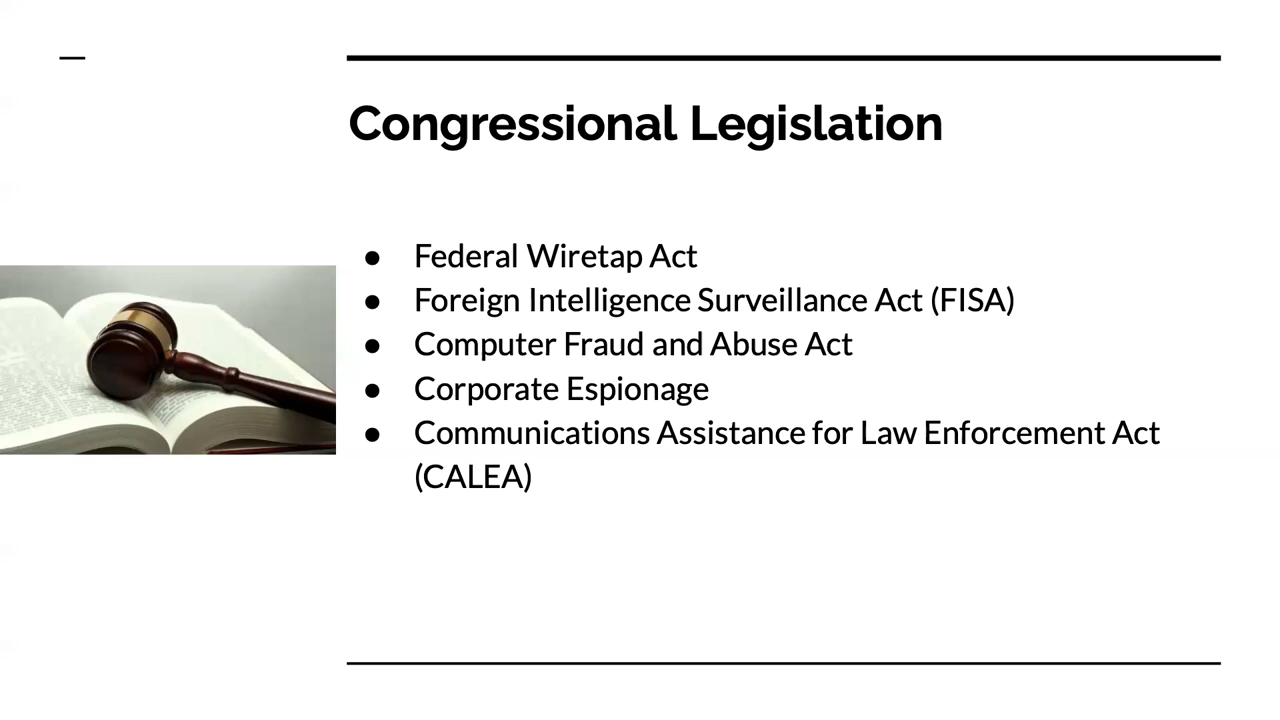 Congressional Legislation
● Federal Wiretap Act
● Foreign Intelligence Surveillance Act (FISA)
● Computer Fraud and Abuse Act
● Corporate Espionage
● Communications Assistance for Law Enforcement Act
(CALEA)